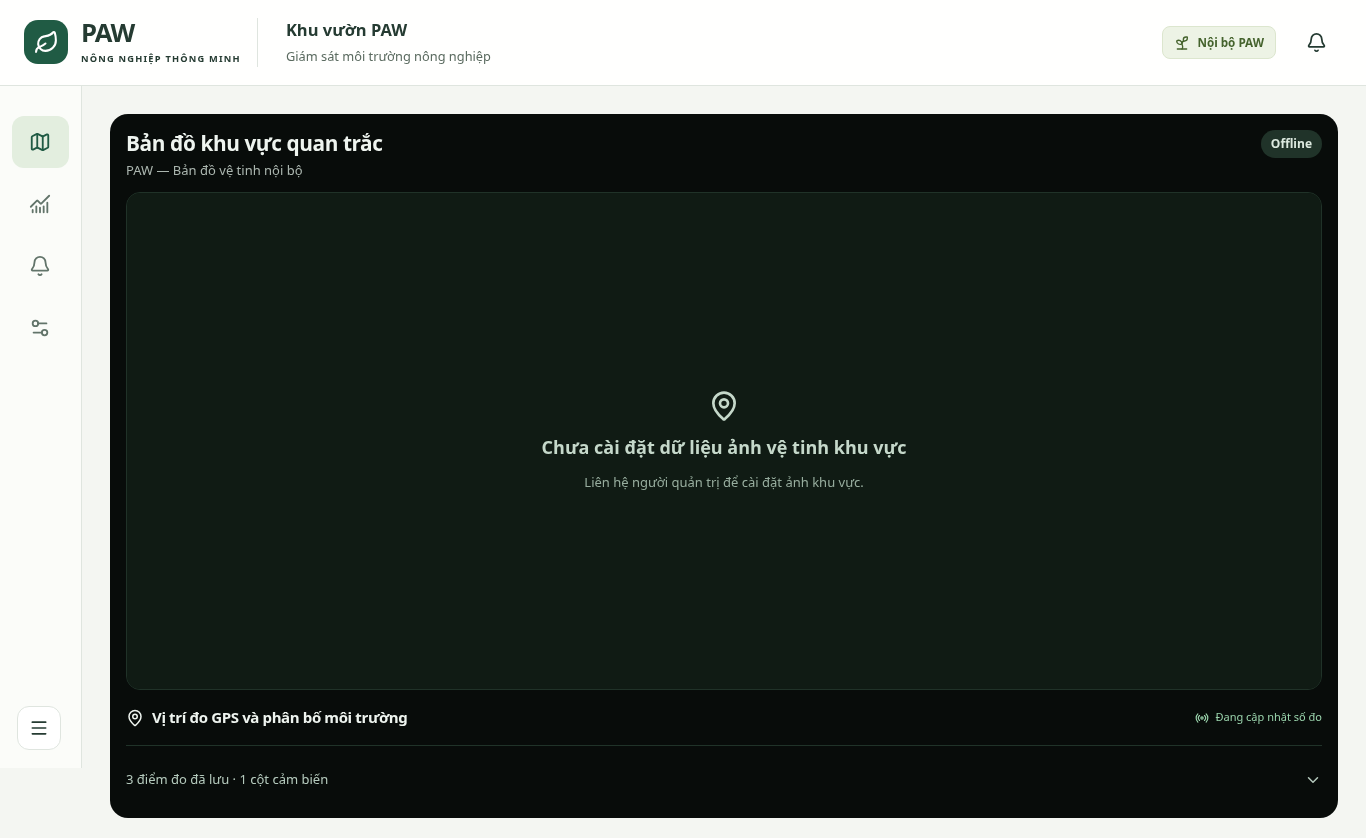 PAW
NÔNG NGHIỆP THÔNG MINH
Khu vườn PAW
Giám sát môi trường nông nghiệp
Nội bộ PAW
Bản đồ khu vực quan trắc
Offline
PAW — Bản đồ vệ tinh nội bộ
Chưa cài đặt dữ liệu ảnh vệ tinh khu vực
Liên hệ người quản trị để cài đặt ảnh khu vực.
Vị trí đo GPS và phân bố môi trường
Đang cập nhật số đo
3 điểm đo đã lưu · 1 cột cảm biến